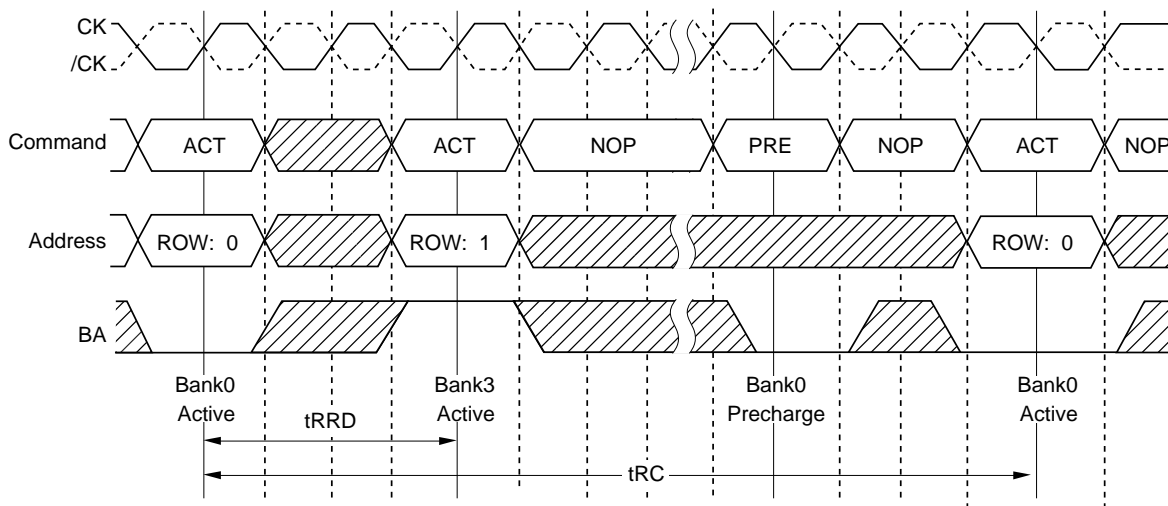 CK
/CK
Command ACT ACT NOP PRE NOP ACT NOP
Address ROW: 0 ROW: 1 ROW: 0
BA
Bank0 Bank3 Bank0 Bank0
Active Active Precharge Active
tRRD
tRC